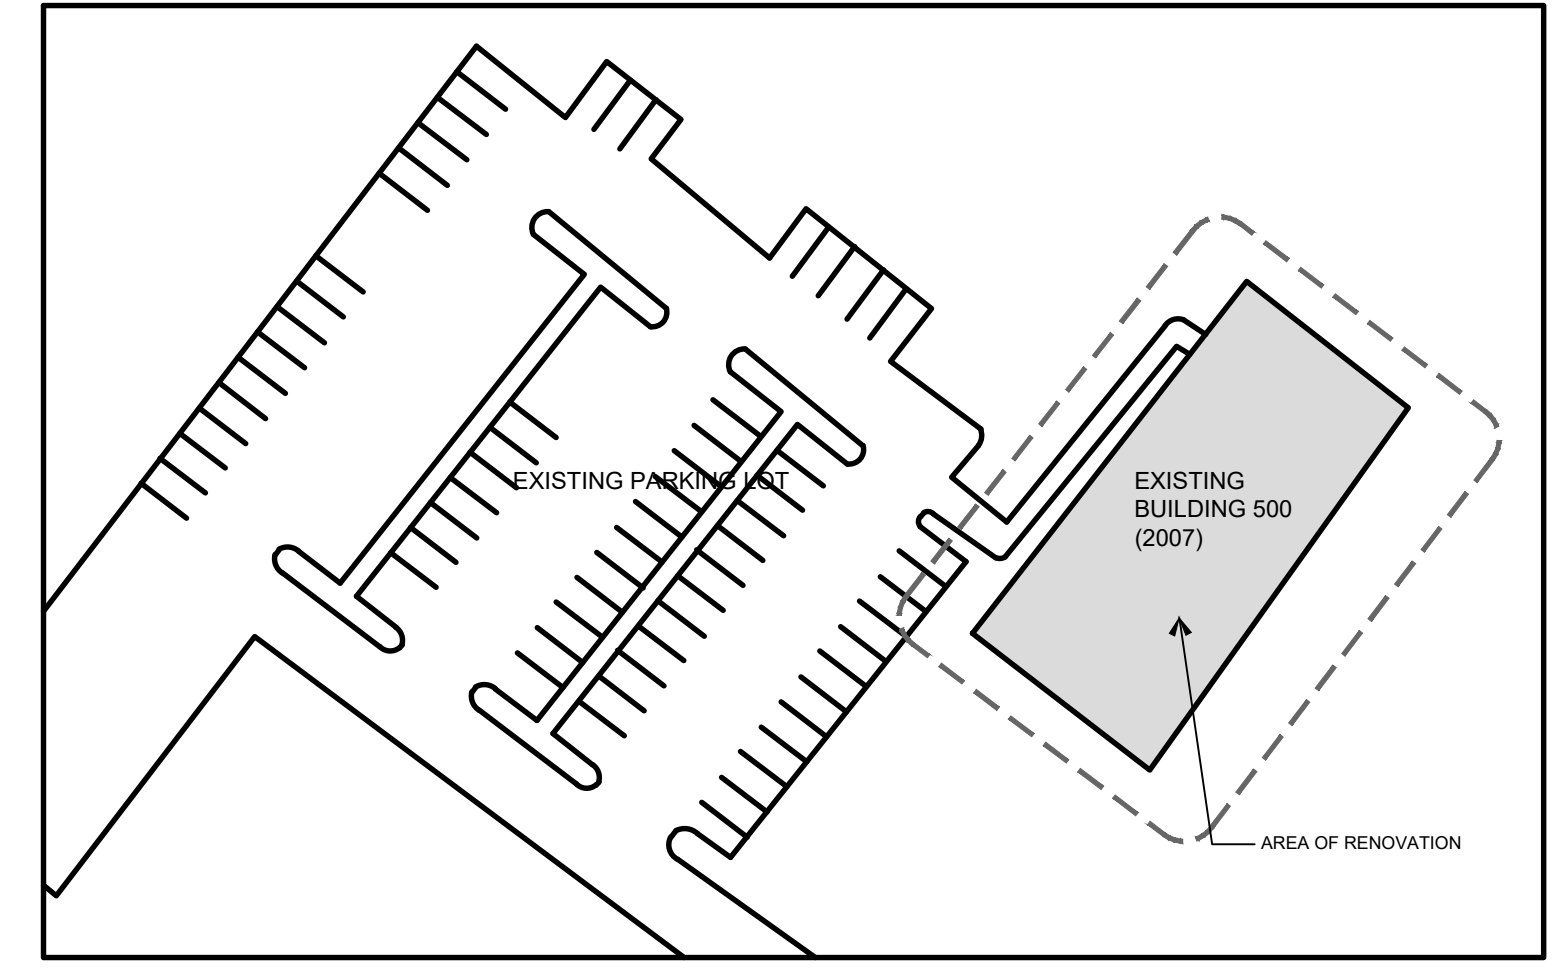 EXISTING PARKING LOT
EXISTING
BUILDING 500
(2007)
AREA OF RENOVATION